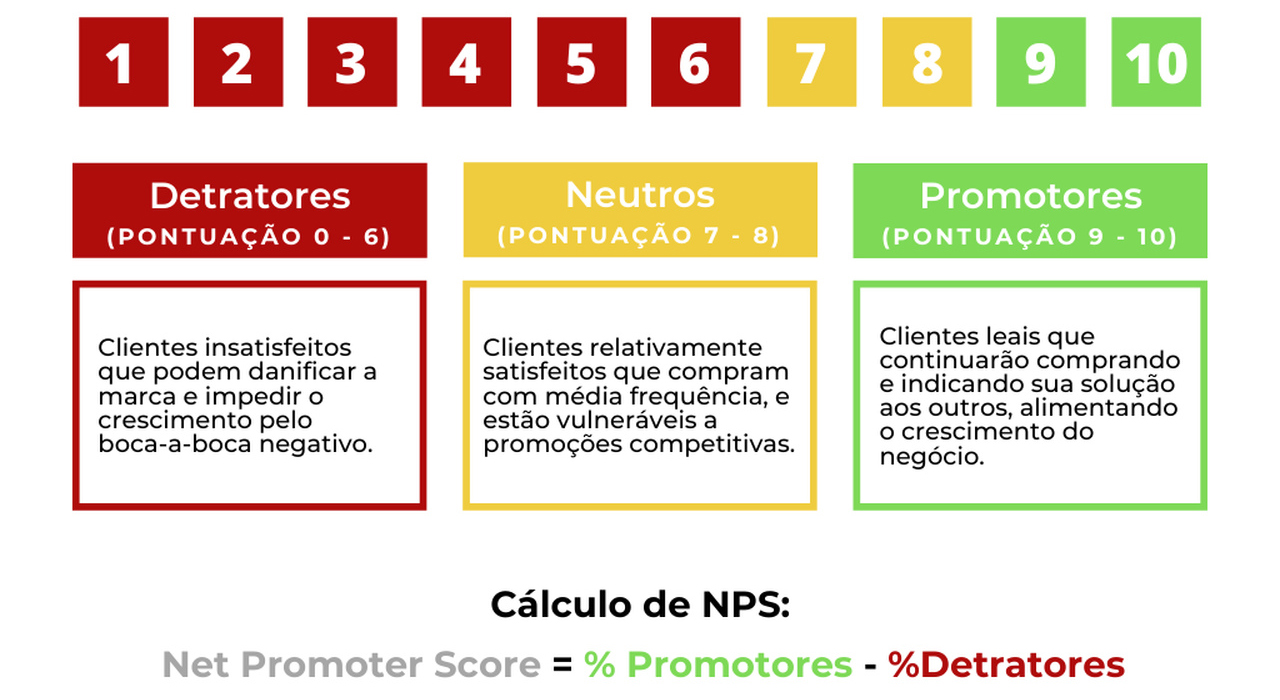 1 2 3 4 5 6 7 8 9 10
Detratores
(PONTUAÇÃO 0 - 6)
Clientes insatisfeitos
que podem danificar a
marca e impedir o
crescimento pelo
boca-a-boca negativo.
Neutros
(PONTUAÇÃO 7 - 8)
Clientes relativamente
satisfeitos que compram
com média frequência, e
estão vulneráveis a
promoções competitivas.
Promotores
(PONTUAÇÃO 9 - 10)
Clientes leais que
continuarão comprando
e indicando sua solução
aos outros, alimentando
o crescimento do
negócio.
Cálculo de NPS:
Net Promoter Score = % Promotores - %Detratores